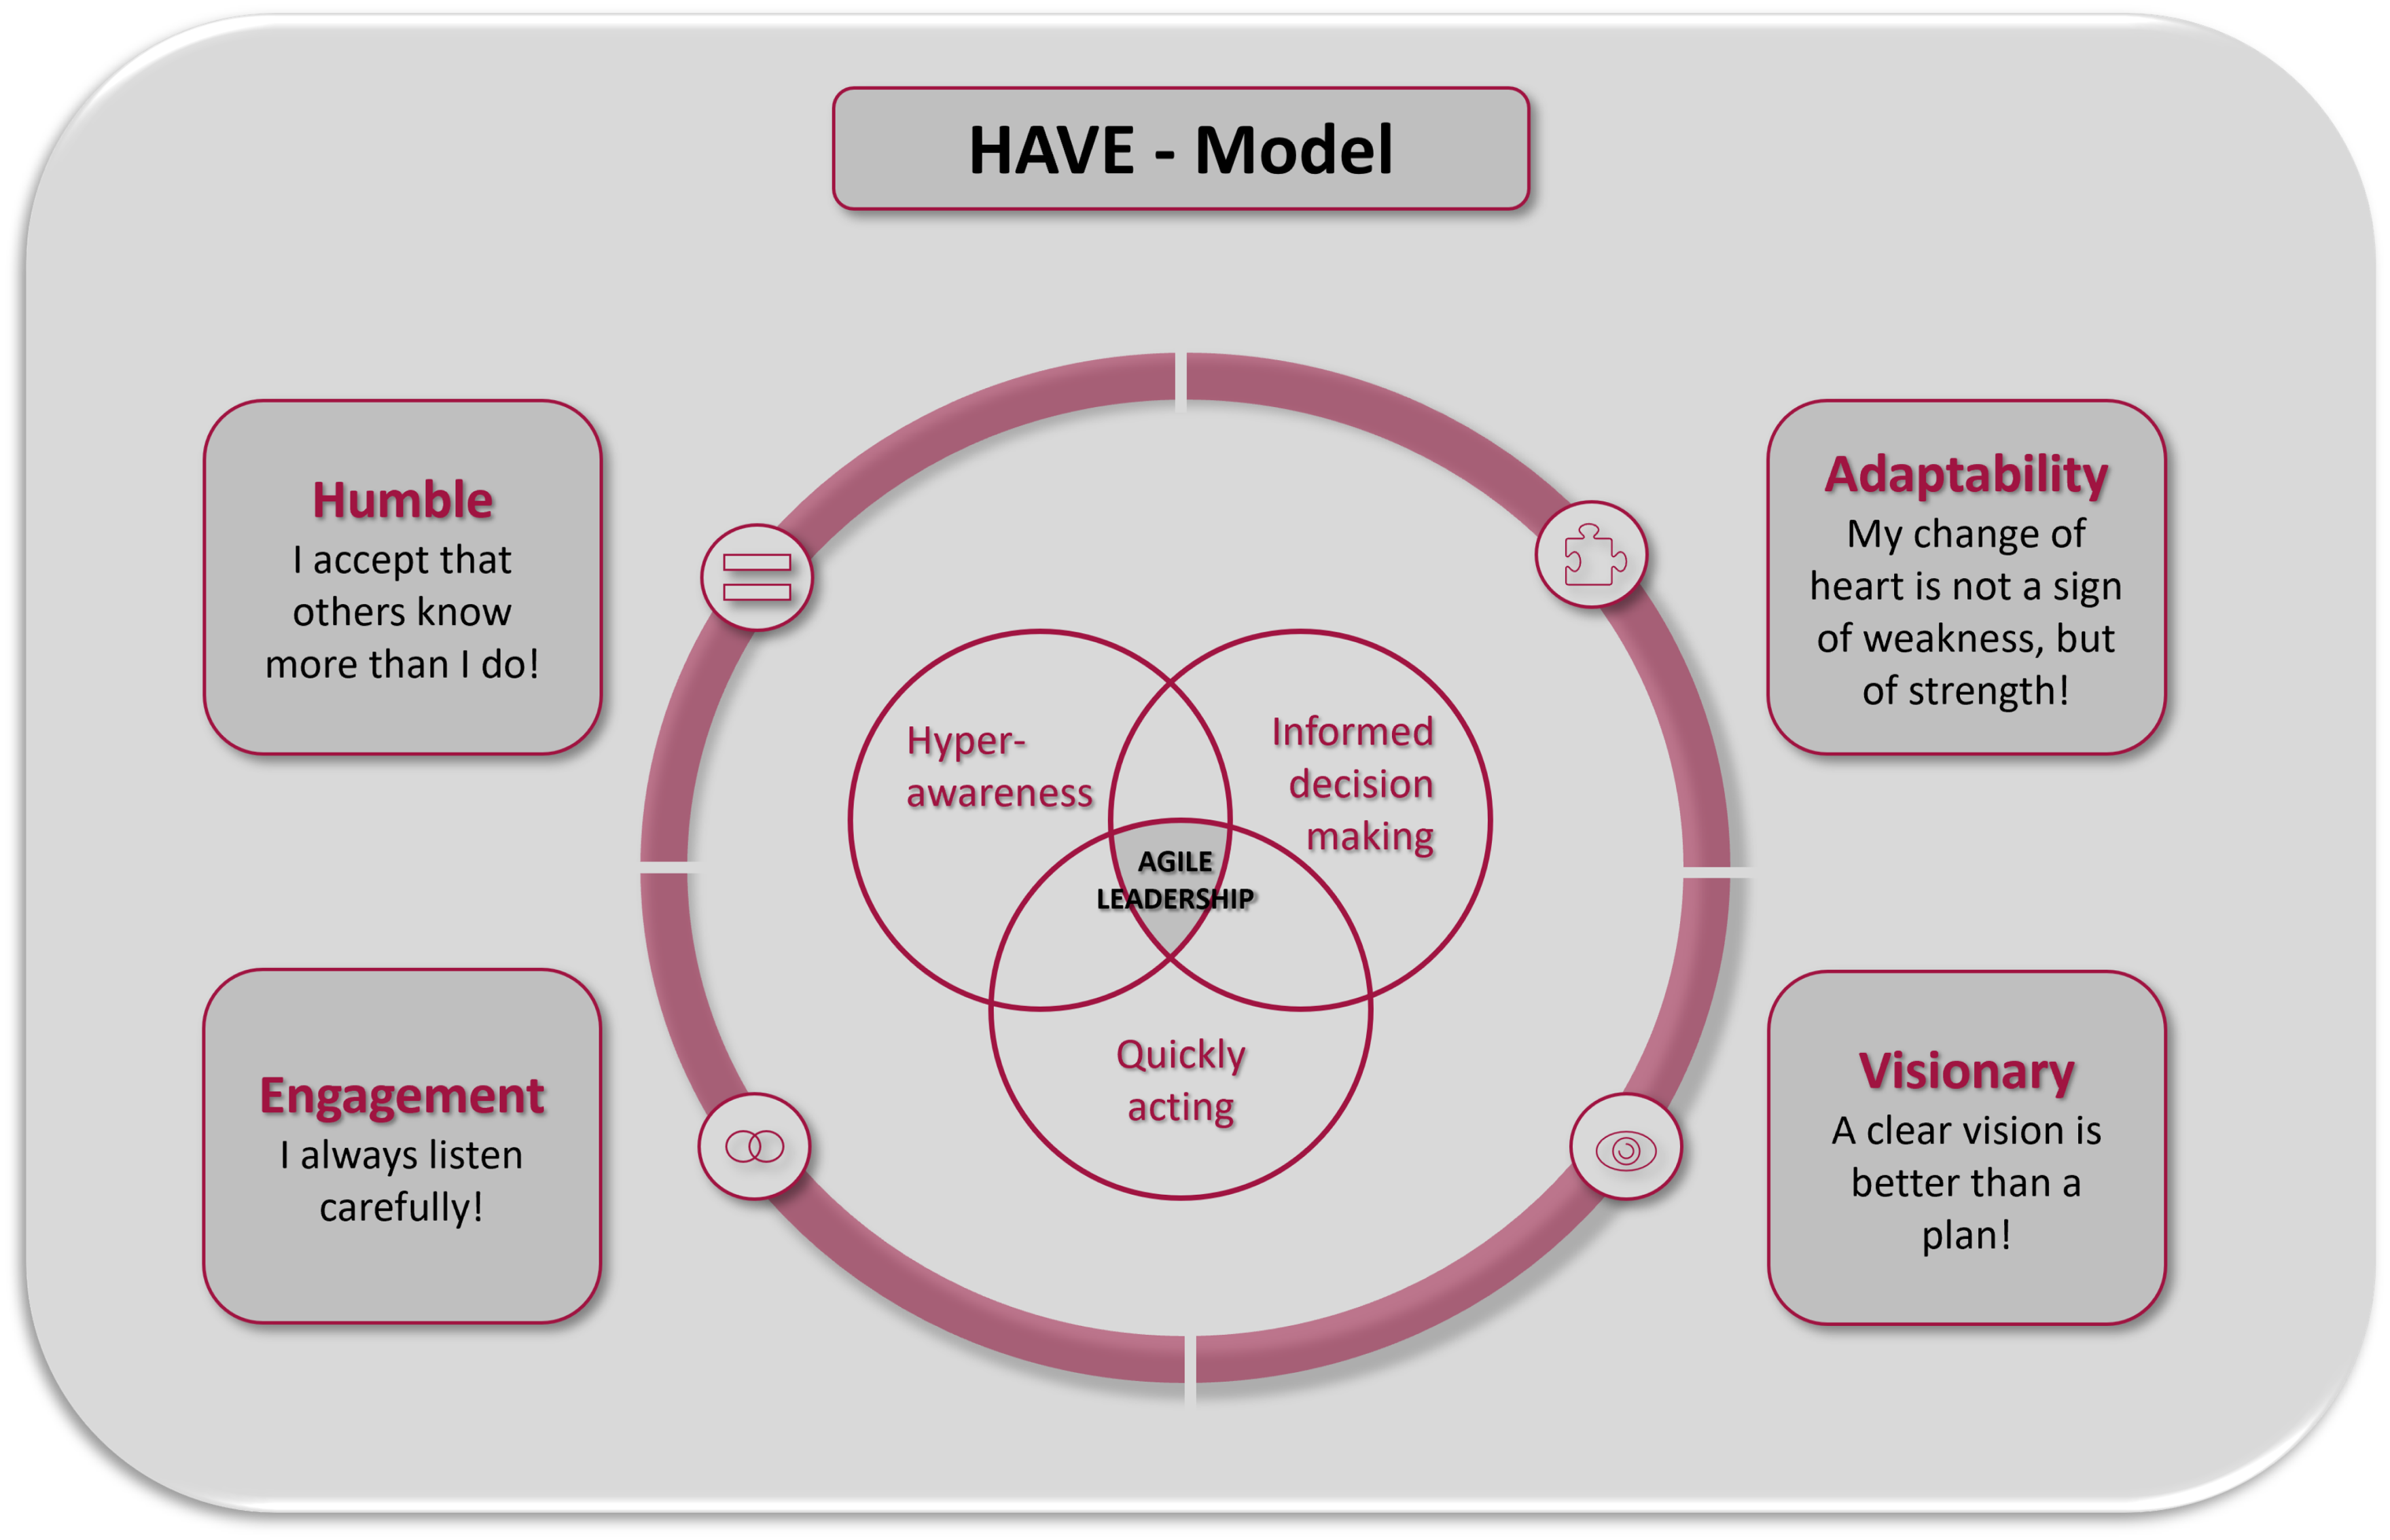 HAVE - Model
Humble
I accept that
others know
more than I do!
Adaptability
My change of
heart is not a sign
of weakness, but
of strength!
Hyper-
awareness
Informed
decision
making
AGILE
LEADERSHIP
Quickly
acting
Engagement
I always listen
carefully!
Visionary
A clear vision is
better than a
plan!